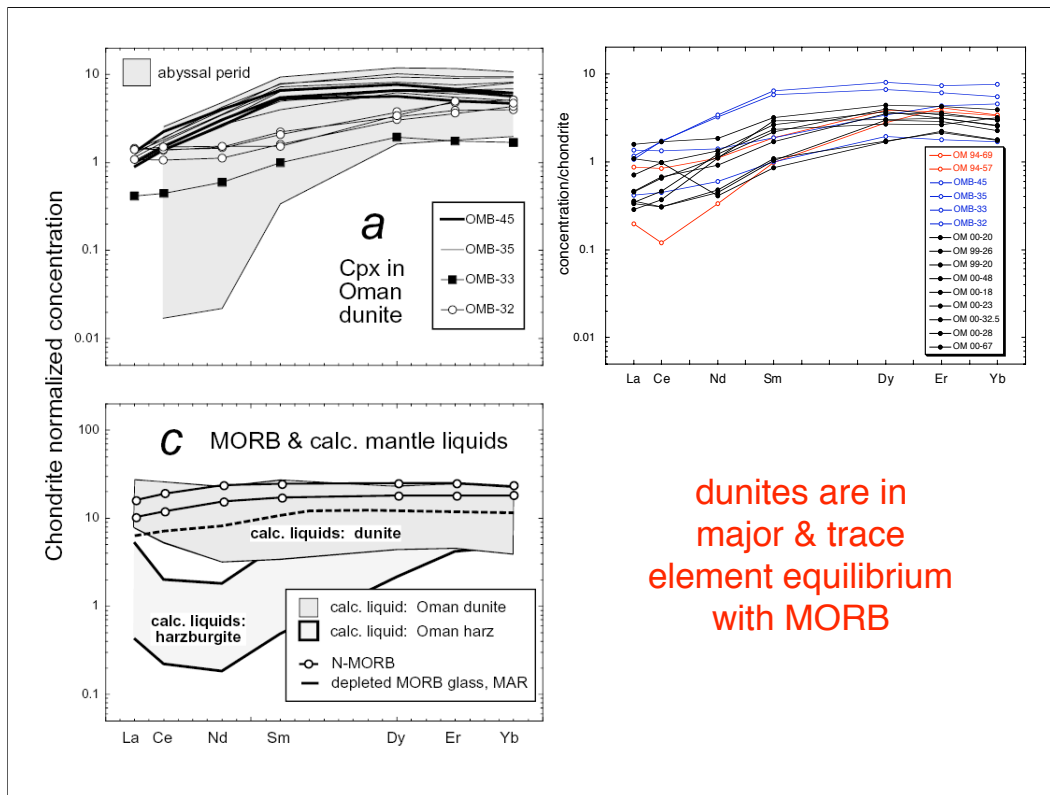 Chondrite normalized concentration
10
1
0.1
0.01
abyssal perid
a
Cpx in
Oman
dunite
OMB-45
OMB-35
OMB-33
OMB-32
concentration/chondrite
10
1
0.1
0.01
La Ce Nd Sm Dy Er Yb
OM 94-69
OM 94-57
OMB-45
OMB-35
OMB-33
OMB-32
OM 00-20
OM 99-26
OM 99-20
OM 00-48
OM 00-18
OM 00-23
OM 00-32.5
OM 00-28
OM 00-67
100
10
1
0.1
c MORB & calc. mantle liquids
calc. liquids: dunite
calc. liquids:
harzburgite
calc. liquid: Oman dunite
calc. liquid: Oman harz
N-MORB
depleted MORB glass, MAR
La Ce Nd Sm Dy Er Yb
dunites are in
major & trace
element equilibrium
with MORB